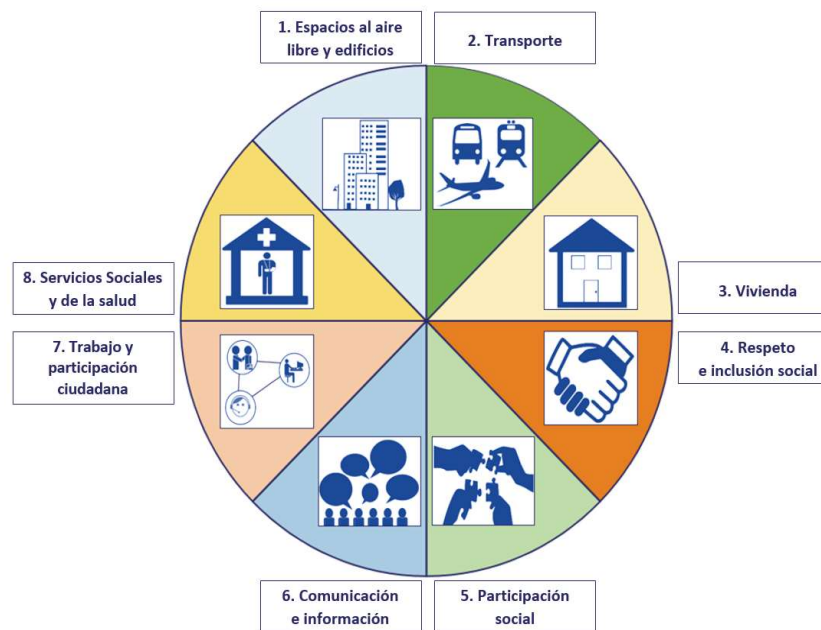 1. Espacios al aire
libre y edificios
2. Transporte
3. Vivienda
4. Respeto
e inclusión social
5. Participación
social
6. Comunicación
e información
7. Trabajo y
participación
ciudadana
8. Servicios Sociales
y de la salud